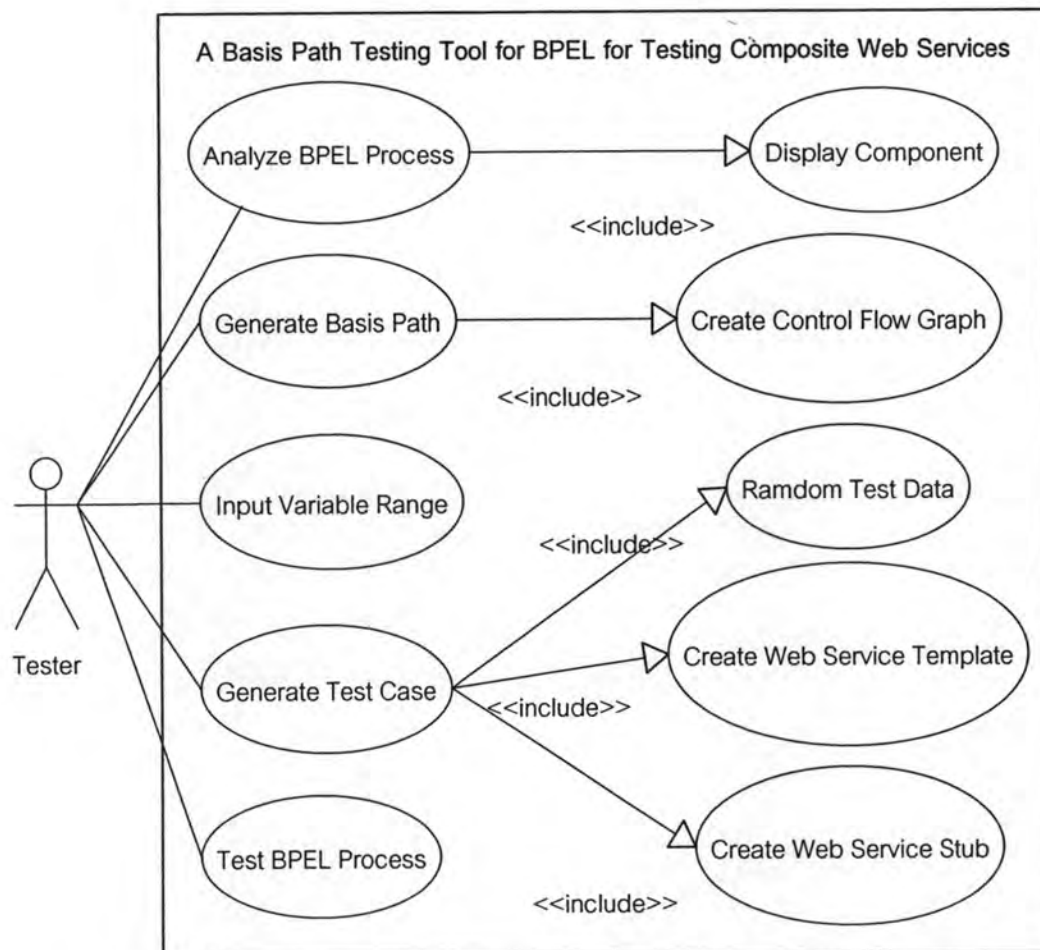 A Basis Path Testing Tool for BPEL for Testing Composite Web Services
Analyze BPEL Process
Display Component
<<include>>
Generate Basis Path
Create Control Flow Graph
<<include>>
Input Variable Range
Ramdom Test Data
<<include>>
Tester
Generate Test Case
Create Web Service Template
<<include>>
Test BPEL Process
Create Web Service Stub
<<include>>